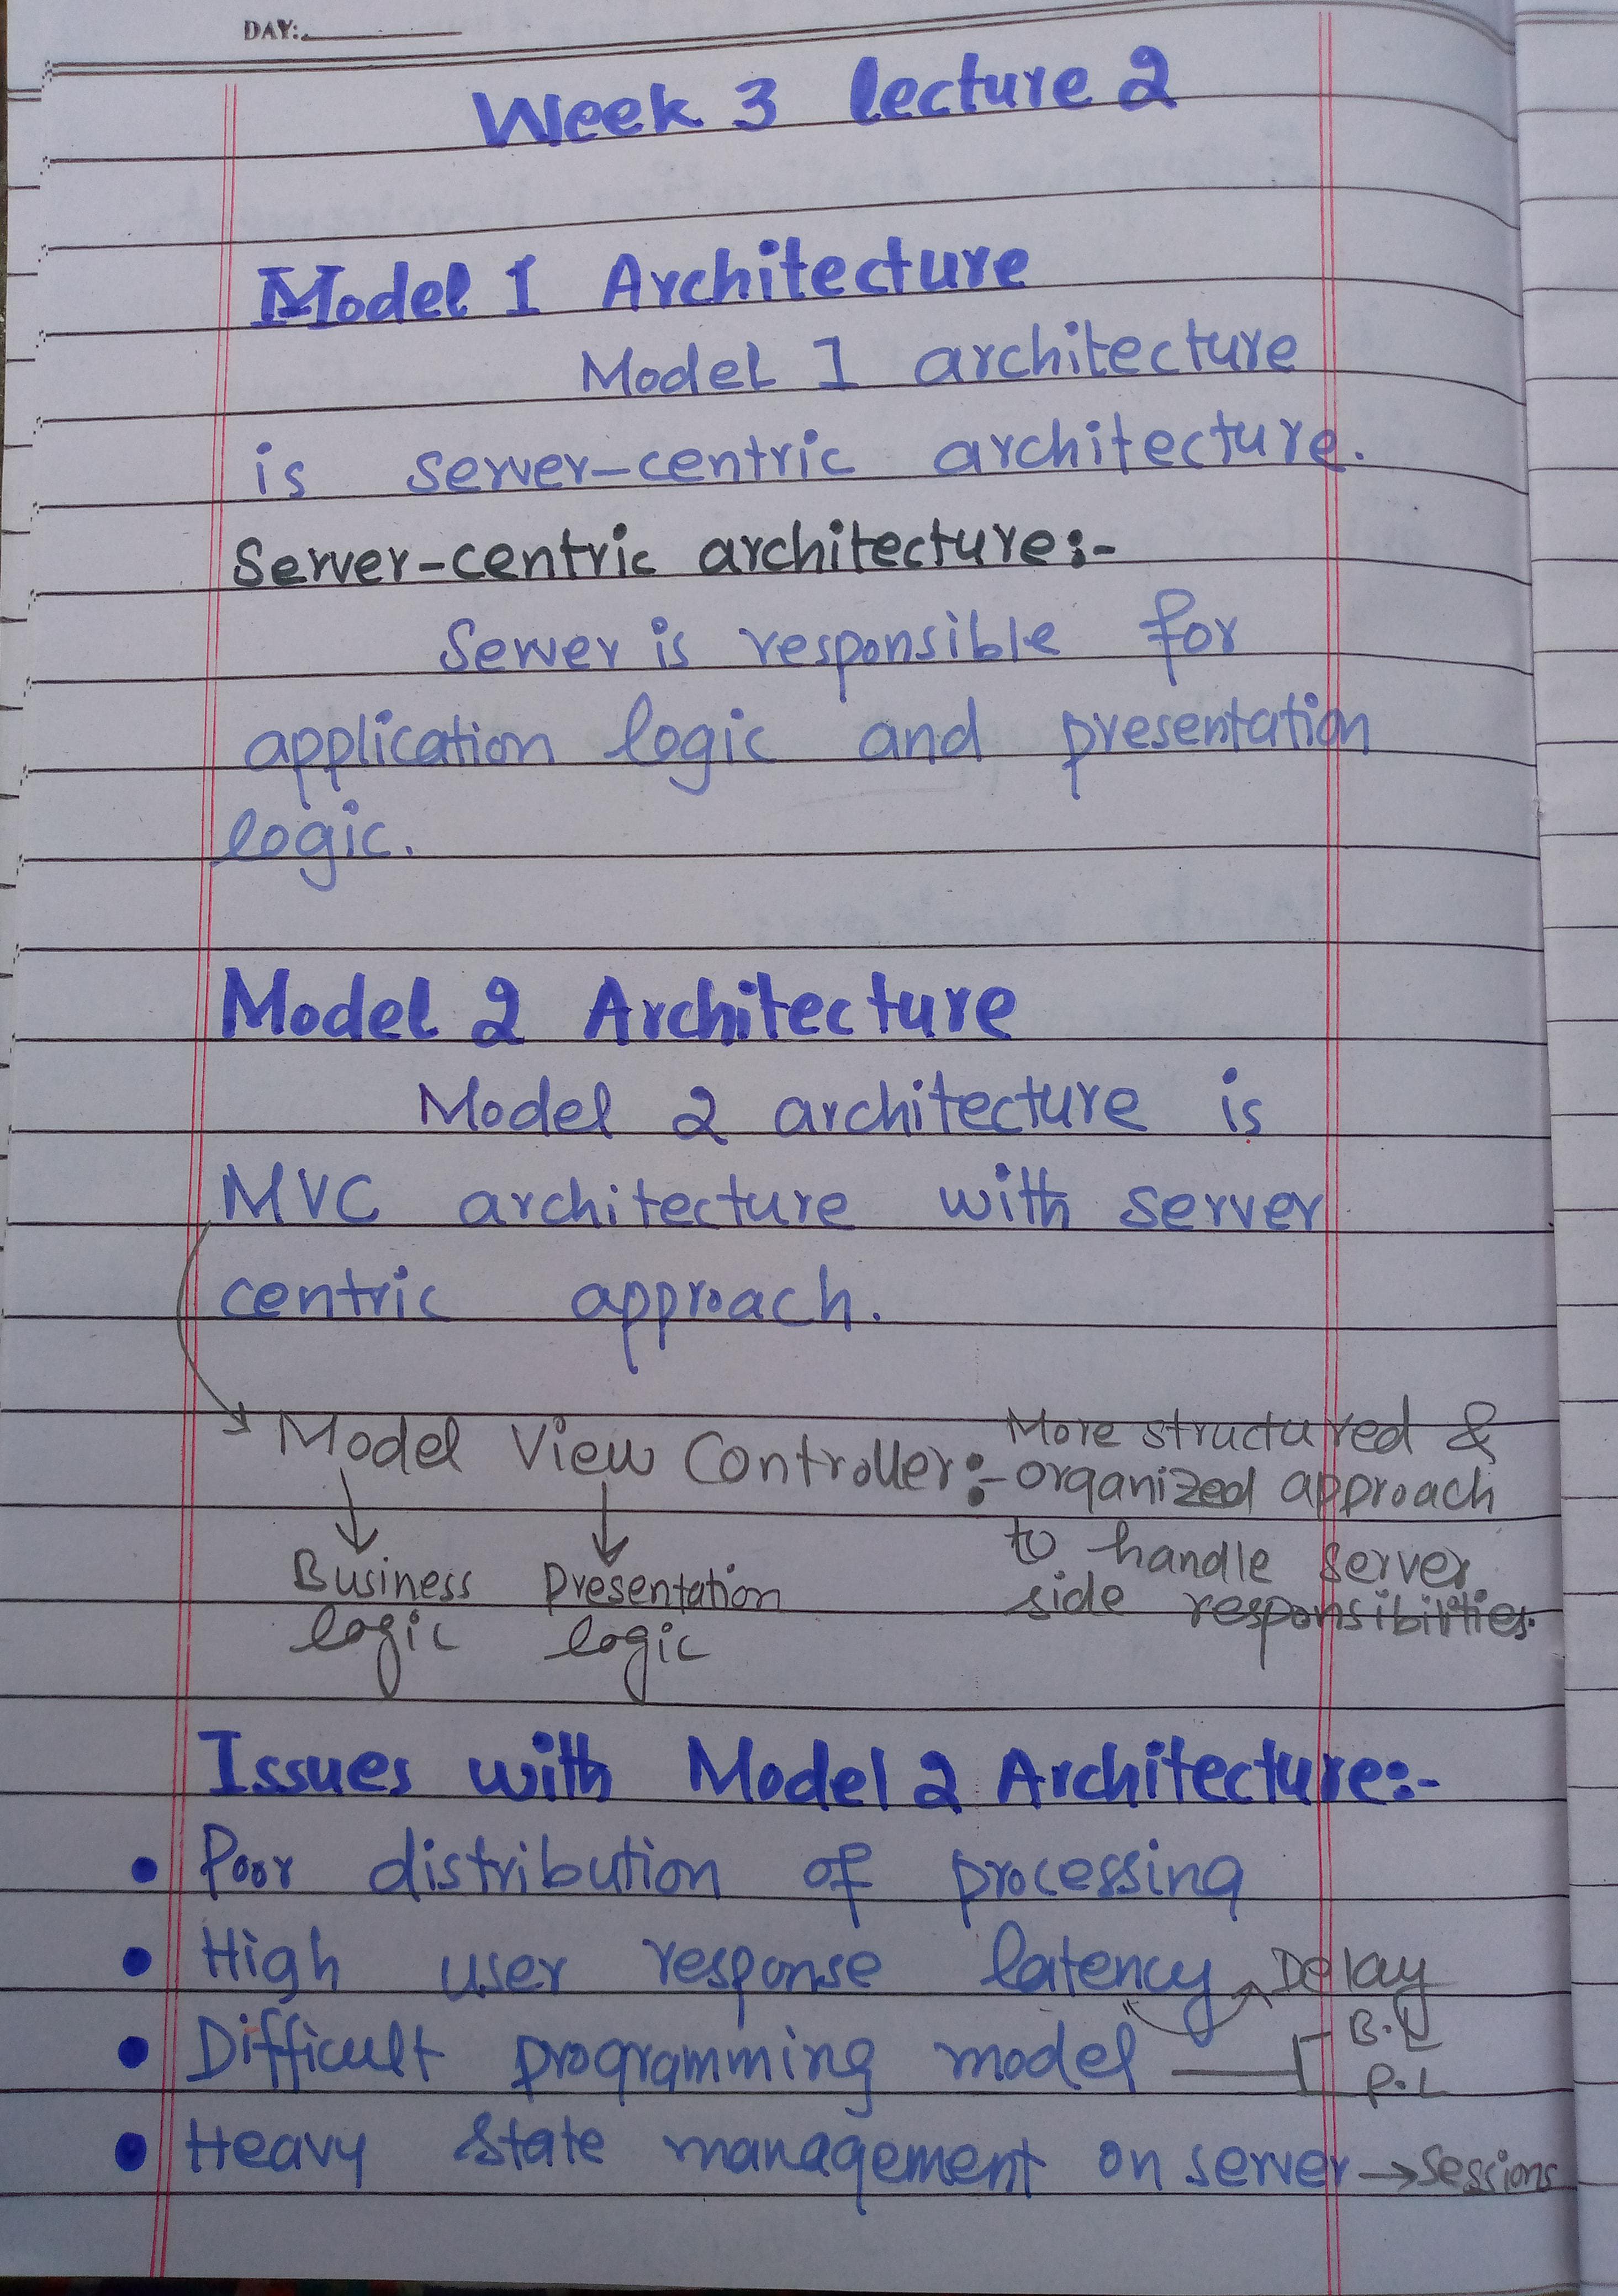 DAY:
Week 3 lecture 2
Model 1 Architecture
Model 1 architecture
is server-centric architecture.
Server-centric architecture:-
Server is responsible for
application logic and presentation
logic.
Model 2 Architecture
Model 2 architecture is
MVC architecture with server
centric approach.
Model View Controller:- More structured &
organized approach
to handle server
side responsibilities.
Business Presentation
logic logic
Issues with Model 2 Architecture:-
• Poor distribution of processing
• High user response latency Delay
• Difficult programming model B.L
P.L
• Heavy state management on server → Sessions